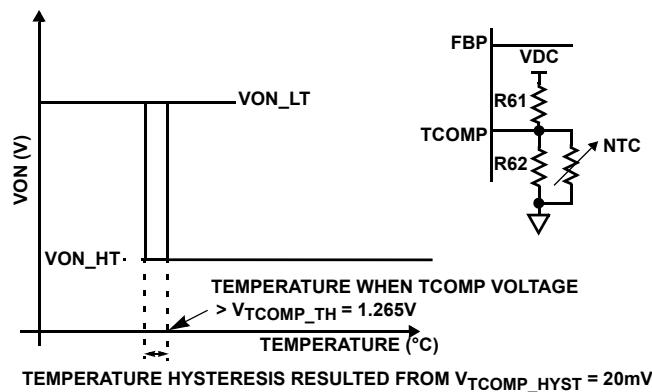 VON (V)
VON_LT
VON_HT
TEMPERATURE WHEN TCOMP VOLTAGE
> VTCOMP_TH = 1.265V
TEMPERATURE (°C)
TEMPERATURE HYSTERESIS RESULTED FROM VTCOMP_HYST = 20mV
FBP
VDC
R61
TCOMP
R62
NTC